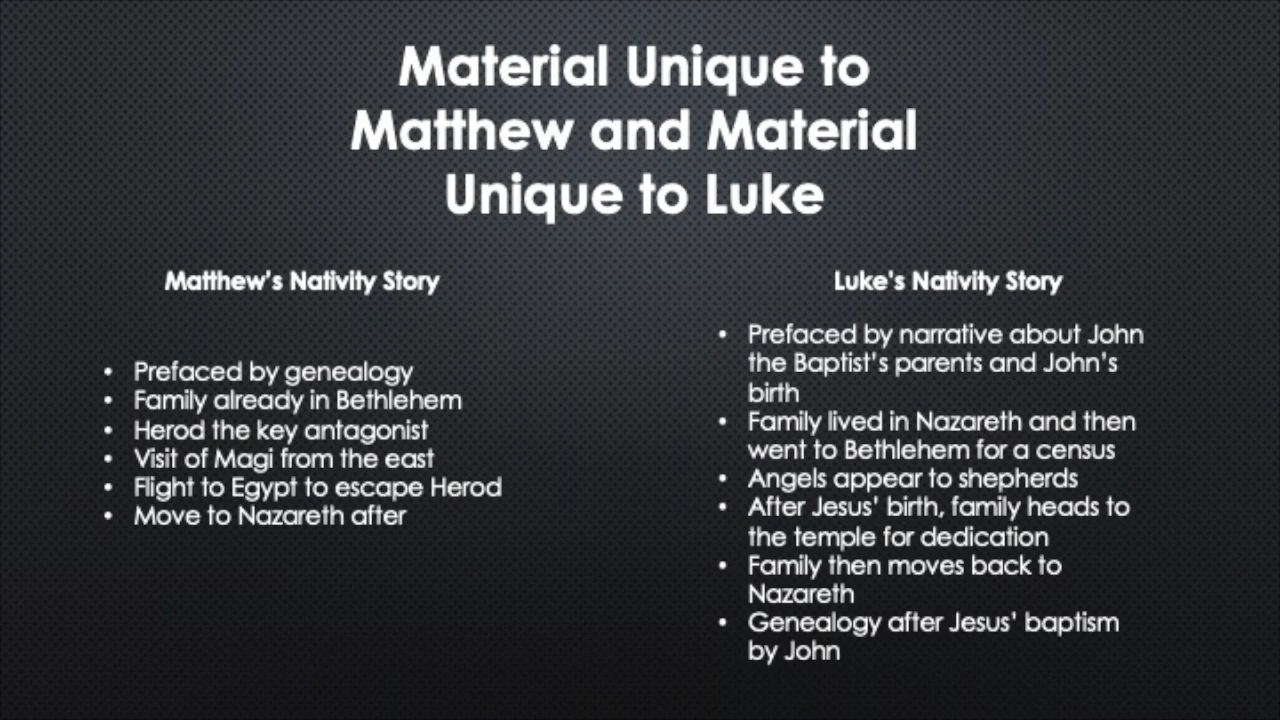 Material Unique to
Matthew and Material
Unique to Luke
Matthew's Nativity Story
• Prefaced by genealogy
• Family already in Bethlehem
• Herod the key antagonist
• Visit of Magi from the east
• Flight to Egypt to escape Herod
• Move to Nazareth after
Luke's Nativity Story
• Prefaced by narrative about John
the Baptist's parents and John's
birth
• Family lived in Nazareth and then
went to Bethlehem for a census
• Angels appear to shepherds
• After Jesus' birth, family heads to
the temple for dedication
• Family then moves back to
Nazareth
• Genealogy after Jesus' baptism
by John